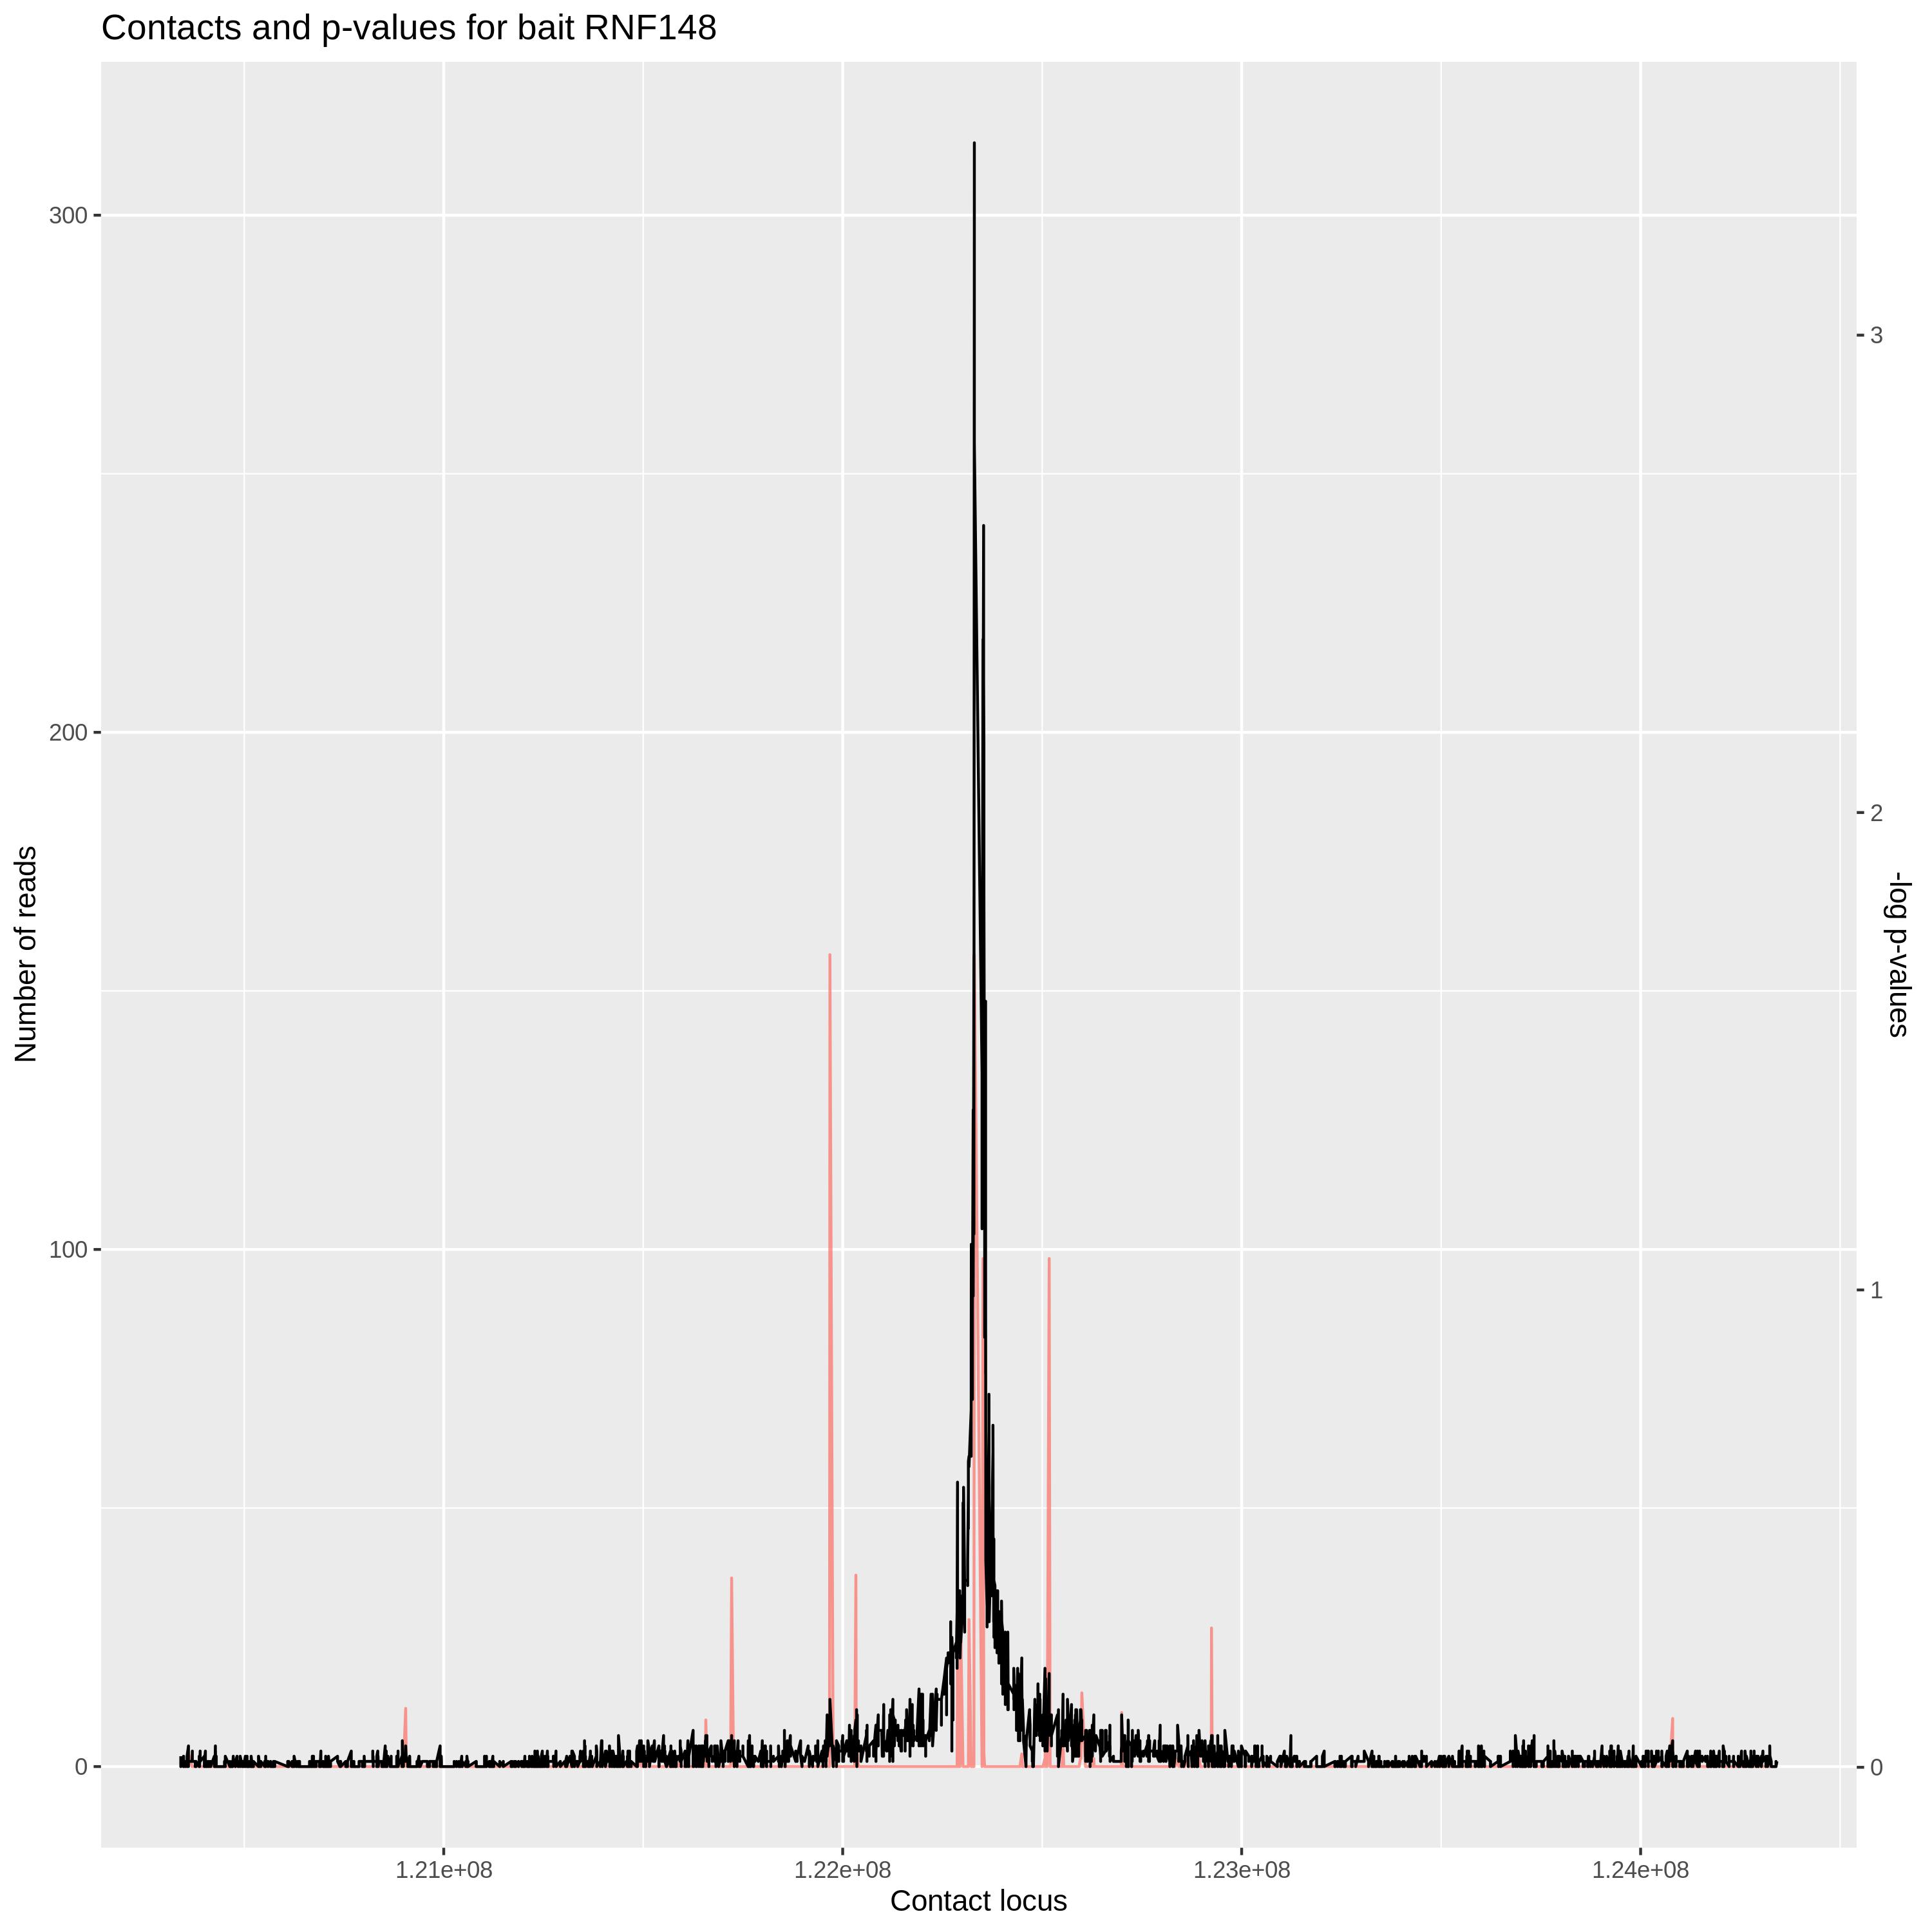 Contacts and p-values for bait RNF148
300
200
100
0
Number of reads
3
2
1
0
-log p-values
1.21e+08
1.22e+08
1.23e+08
1.24e+08
Contact locus